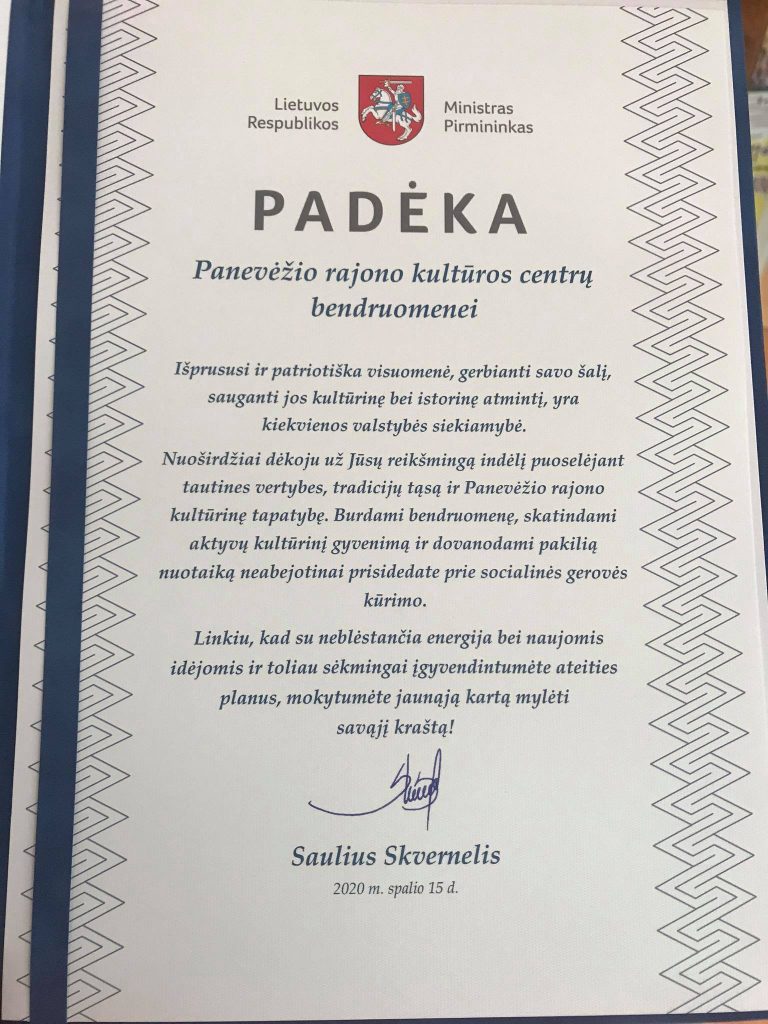 Lietuvos Respublikos
Ministras Pirmininkas
PADĖKA
Panevėžio rajono kultūros centrų
bendruomenei
Išprususi ir patriotiška visuomenė, gerbianti savo šalį,
sauganti jos kultūrinę bei istorinę atmintį, yra
kiekvienos valstybės siekiamybė.
Nuoširdžiai dėkoju už Jūsų reikšmingą indėlį puoselėjant
tautines vertybes, tradicijų tąsą ir Panevėžio rajono
kultūrinę tapatybę. Burdami bendruomenę, skatindami
aktyvų kultūrinį gyvenimą ir dovanodami pakilią
nuotaiką neabejotinai prisidedate prie socialinės gerovės
kūrimo.
Linkiu, kad su neblėstančia energija bei naujomis
idėjomis ir toliau sėkmingai įgyvendintumėte ateities
planus, mokytumėte jaunąją kartą mylėti
savąjį kraštą!
Saulius Skvernelis
2020 m. spalio 15 d.